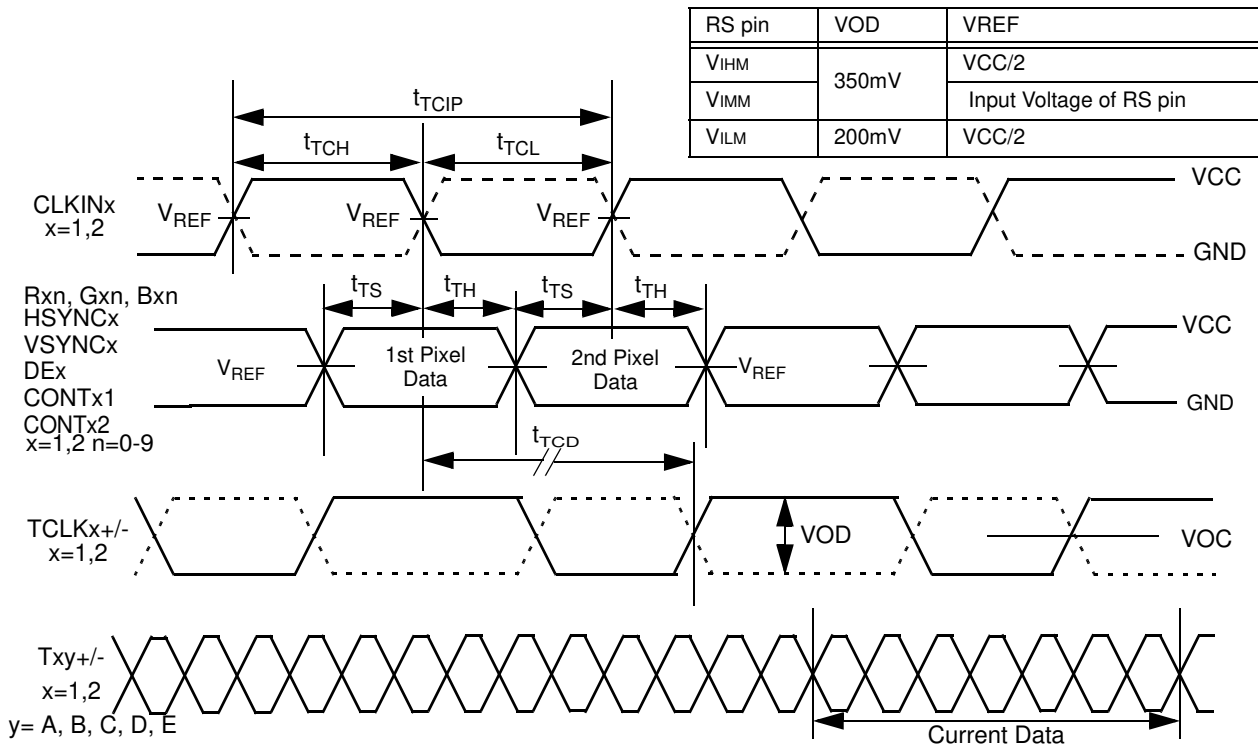 RS pin VOD VREF
VIHM 350mV VCC/2
VIMM Input Voltage of RS pin
VILM 200mV VCC/2
tTCIP
tTCH tTCL
CLKINx
x=1,2
VREF VREF VREF
VCC
GND
tTS tTH tTS tTH
Rxn, Gxn, Bxn
HSYNCx
VSYNCx
DEx
CONTx1
CONTx2
x=1,2 n=0-9
VREF
1st Pixel
Data
2nd Pixel
Data
VREF
VCC
GND
tTCD
TCLKx+/-
x=1,2
VOD
VOC
Txy+/-
x=1,2
y= A, B, C, D, E
Current Data